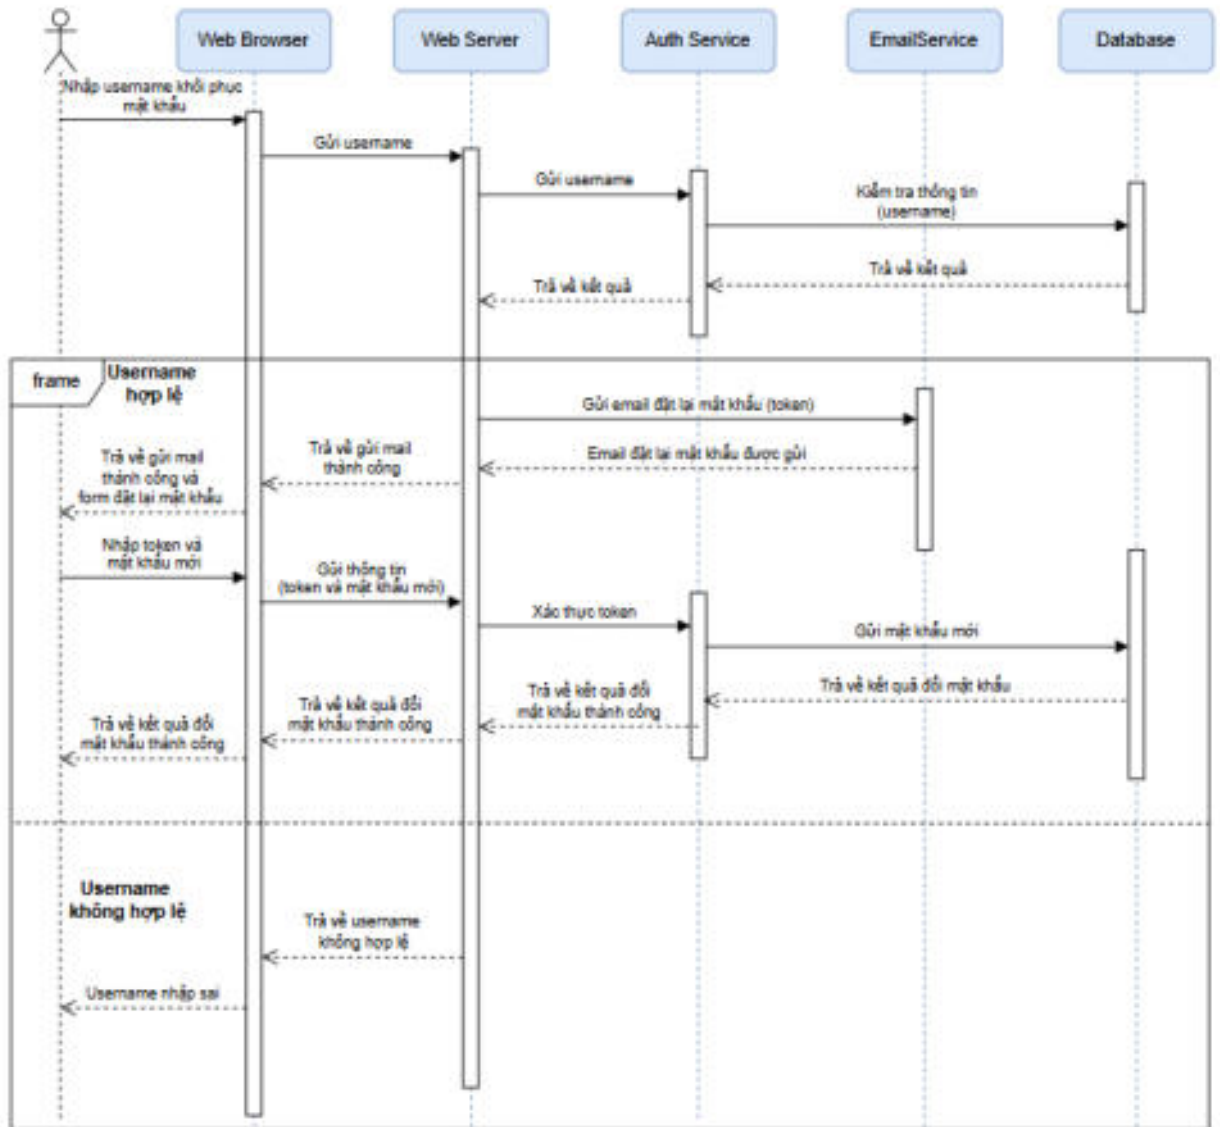 Web Browser
Web Server
Auth Service
EmailService
Database
Nhập username khôi phục
mật khẩu
Gửi username
Gửi username
Kiểm tra thông tin
(username)
Trả về kết quả
Trả về kết quả
frame
Username
hợp lệ
Gửi email đặt lại mật khẩu (token)
Email đặt lại mật khẩu được gửi
Trả về gửi mail
thành công
Trả về gửi mail
thành công và
form đặt lại mật khẩu
Nhập token và
mật khẩu mới
Gửi thông tin
(token và mật khẩu mới)
Xác thực token
Gửi mật khẩu mới
Trả về kết quả đổi mật khẩu
Trả về kết quả đổi
mật khẩu thành công
Trả về kết quả đổi
mật khẩu thành công
Trả về kết quả đổi
mật khẩu thành công
Username
không hợp lệ
Trả về username
không hợp lệ
Username nhập sai